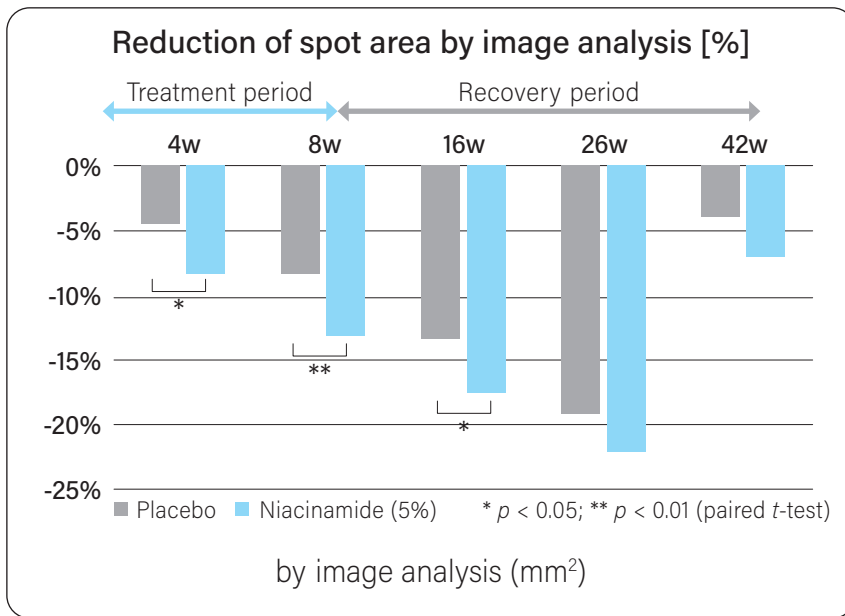 Reduction of spot area by image analysis [%]
Treatment period Recovery period
4w 8w 16w 26w 42w
0%
-5%
-10%
*
-15%
**
*
-20%
-25%
Placebo Niacinamide (5%) * p < 0.05; ** p < 0.01 (paired t-test)
by image analysis (mm²)